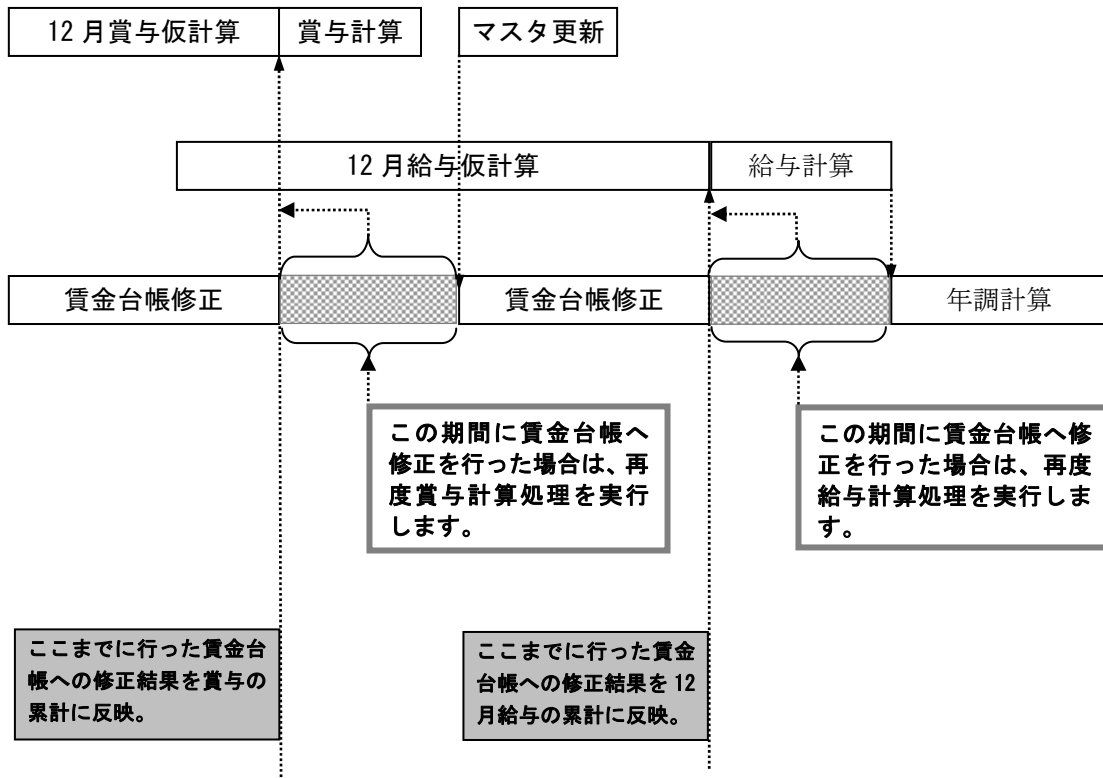 12 月賞与仮計算
賞与計算
マスタ更新
12 月給与仮計算
給与計算
賃金台帳修正
賃金台帳修正
年調計算
この期間に賃金台帳へ
修正を行った場合は、再
度賞与計算処理を実行
します。
この期間に賃金台帳へ修
正を行った場合は、再度
給与計算処理を実行しま
す。
ここまでに行った賃金台
帳への修正結果を賞与の
累計に反映。
ここまでに行った賃金
台帳への修正結果を 12
月給与の累計に反映。